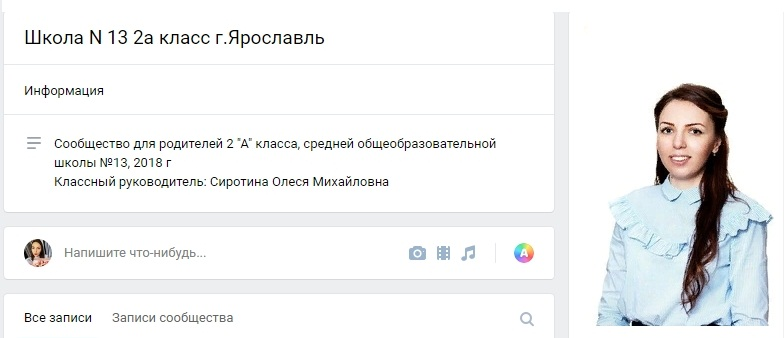 Школа N 13 2а класс г.Ярославль
Информация
Сообщество для родителей 2 "А" класса, средней общеобразовательной
школы №13, 2018 г
Классный руководитель: Сиротина Олеся Михайловна
Напишите что-нибудь...
A
Все записи Записи сообщества